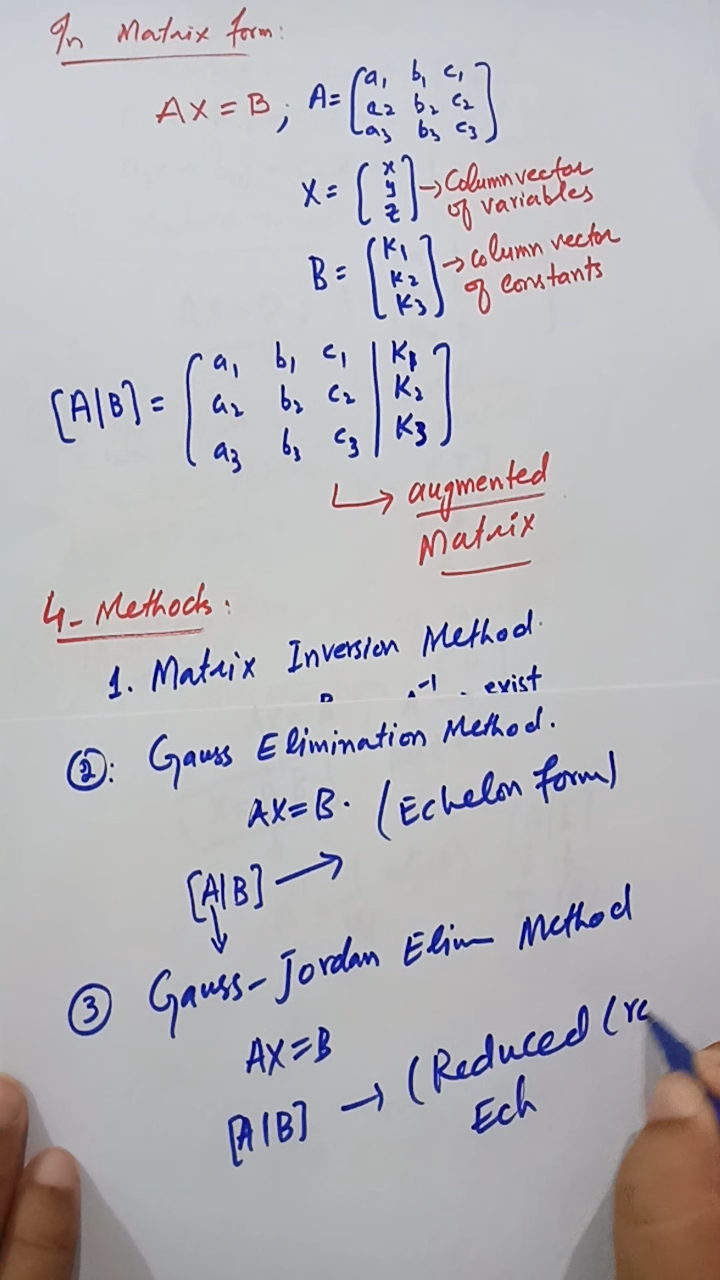 In Matrix form:
AX = B ; A = [a1 b1 c1
a2 b2 c2
a3 b3 c3]
X = [x
y
z] → Column vector of variables
B = [K1
K2
K3] → column vector of constants
[A|B] = [a1 b1 c1 | K1
a2 b2 c2 | K2
a3 b3 c3 | K3]
↳ augmented
Matrix
4- Methods:
1. Matrix Inversion Method.
A-1 exist
②: Gauss Elimination Method.
AX=B. (Echelon form)
[A|B] →
↓
③ Gauss-Jordan Elim Method
AX=B
[A|B] → (Reduced (
Ech